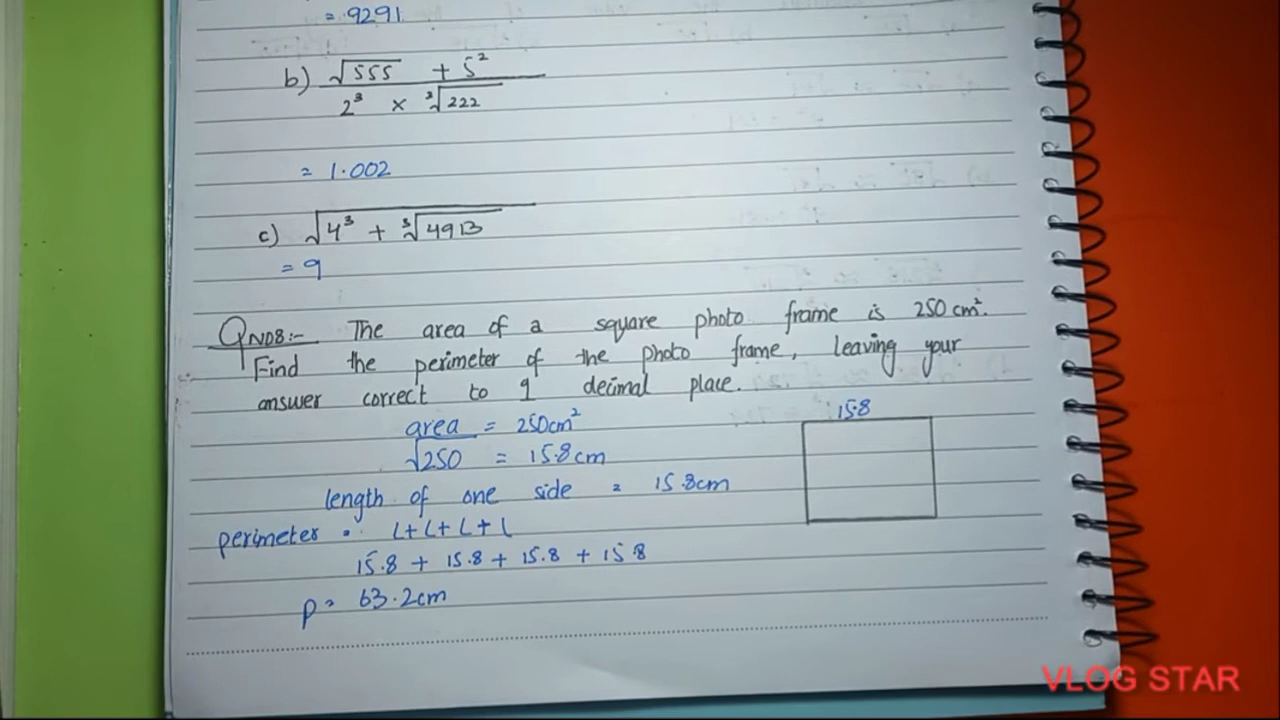 = 9291
b) √555 + 5²
2³ × ³√222
= 1.002
c) √4³ + ³√4913
= 9
QNO8:- The area of a square photo frame is 250 cm².
Find the perimeter of the photo frame, leaving your
answer correct to 1 decimal place.
15.8
area = 250cm²
√250 = 15.8cm
length of one side = 15.8cm
perimeter = L+L+L+L
15.8 + 15.8 + 15.8 + 15.8
P = 63.2cm
VLOG STAR